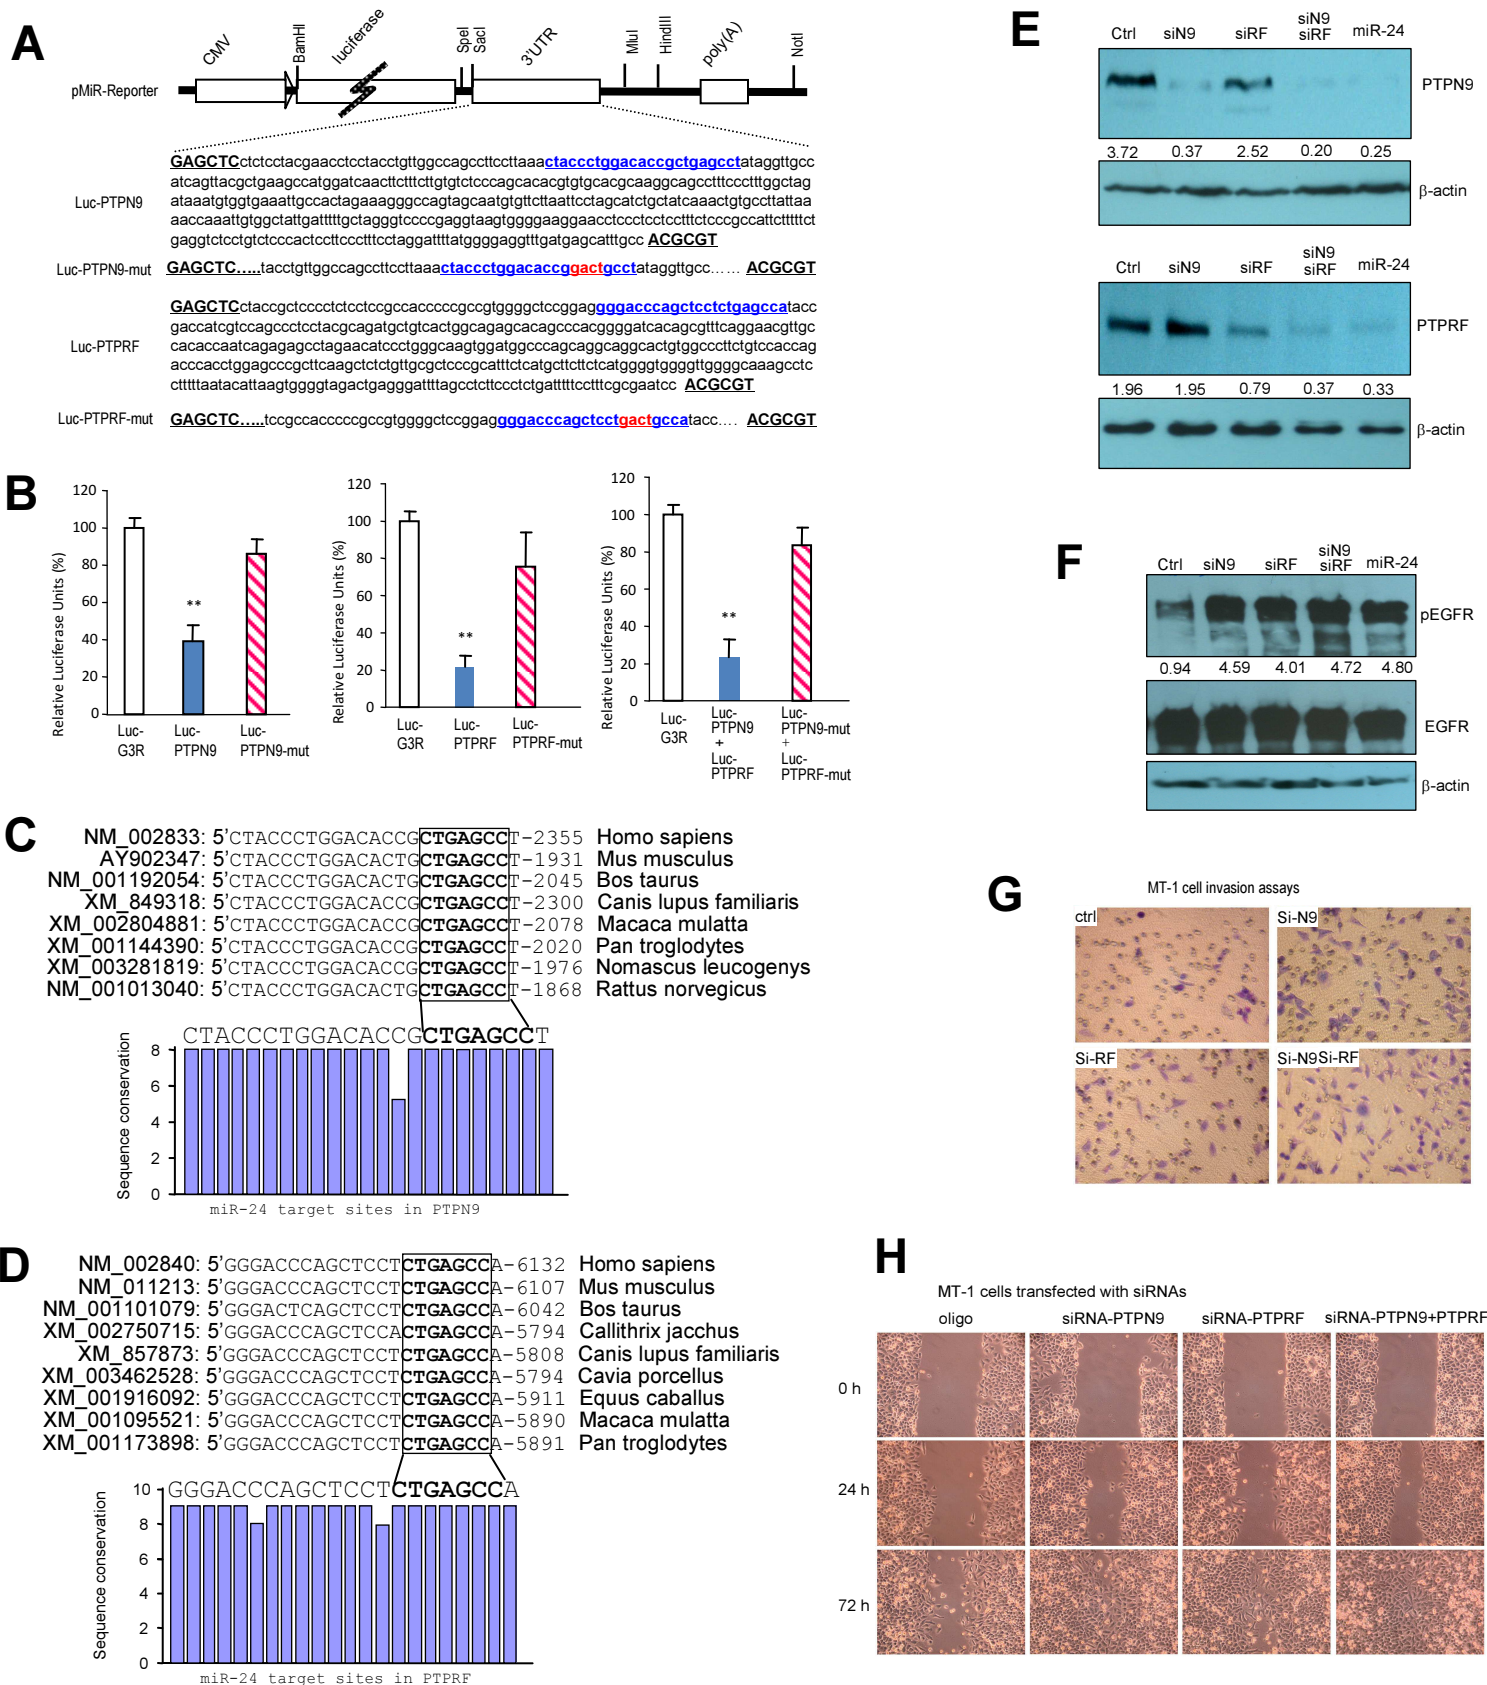 A
CMV
BamHI
luciferase
SpeI
SacI
3'UTR
MluI
HindIII
poly(A)
NotI
pMiR-Reporter
Luc-PTPN9
GAGCTCctctcctacgaacctcctacctgttggccagccttccttaaactaccctggacaccgctgagcctataggttgcc
atcagttacgctgaagccatggatcaacttcttcttgtgtctcccagcacacgtgtgcacgcaaggcagcctttccctttggctag
ataaatgtggtgaaattgccactagaaagggccagtagcaatgtgttcttaattcctagcatctgctatcaaactgtgccttattaa
aaccaaattgtggctattgatttttgctagggtccccgaggtaagtggggaaggaacctccctcctcctttctcccgccattctttttct
gaggtctcctgtctcccactccttcccctttcctaggattttatggggaggtttgatgagcatttgcc ACGCGT
Luc-PTPN9-mut
GAGCTC…..tacctgttggccagccttccttaaactaccctggacaccggactgcctataggttgcc…… ACGCGT
Luc-PTPRF
GAGCTCctaccgctcccctctcctccgccacccccgccgtggggctccggaggggacccagctcctctgagccatacc
gaccatcgtccagccctcctacgcagatgctgtcactggcagagcacagcccacggggatcacagcgtttcaggaacgttgc
cacaccaatcagagagcctagaacatccctgggcaagtggatggcccagcaggcaggcactgtggcccttctgtccaccag
acccacctggagcccgcttcaagctctctgttgcgctcccgcatttctcatgcttcttctcatggggtggggttggggcaaagcctc
ctttttaatacattaagtggggtagactgagggattttagcctcttccctctgatttttcctttcgcgaatcc ACGCGT
Luc-PTPRF-mut
GAGCTC…..tccgccacccccgccgtggggctccggaggggacccagctcctgactgccatacc…. ACGCGT
B
Relative Luciferase Units (%)
120
100
80
60
40
20
0
**
Luc-
G3R
Luc-
PTPN9
Luc-
PTPN9-mut
Relative Luciferase Units (%)
120
100
80
60
40
20
0
**
Luc-
G3R
Luc-
PTPRF
Luc-
PTPRF-mut
Relative Luciferase Units (%)
120
100
80
60
40
20
0
**
Luc-
G3R
Luc-
PTPN9
+
Luc-
PTPRF
Luc-
PTPN9-mut
+
Luc-
PTPRF-mut
C
NM_002833: 5'CTACCCTGGACACCGCTGAGCCT-2355 Homo sapiens
AY902347: 5'CTACCCTGGACACTGCTGAGCCT-1931 Mus musculus
NM_001192054: 5'CTACCCTGGACACTGCTGAGCCT-2045 Bos taurus
XM_849318: 5'CTACCCTGGACACCGCTGAGCCT-2300 Canis lupus familiaris
XM_002804881: 5'CTACCCTGGACACCGCTGAGCCT-2078 Macaca mulatta
XM_001144390: 5'CTACCCTGGACACCGCTGAGCCT-2020 Pan troglodytes
XM_003281819: 5'CTACCCTGGACACCGCTGAGCCT-1976 Nomascus leucogenys
NM_001013040: 5'CTACCCTGGACACTGCTGAGCCT-1868 Rattus norvegicus
CTACCCTGGACACCGCTGAGCCT
Sequence conservation
8
6
4
2
0
miR-24 target sites in PTPN9
D
NM_002840: 5'GGGACCCAGCTCCTCTGAGCCA-6132 Homo sapiens
NM_011213: 5'GGGACCCAGCTCCTCTGAGCCA-6107 Mus musculus
NM_001101079: 5'GGGACTCAGCTCCTCTGAGCCA-6042 Bos taurus
XM_002750715: 5'GGGACCCAGCTCCACTGAGCCA-5794 Callithrix jacchus
XM_857873: 5'GGGACCCAGCTCCTCTGAGCCA-5808 Canis lupus familiaris
XM_003462528: 5'GGGACCCAGCTCCTCTGAGCCA-5794 Cavia porcellus
XM_001916092: 5'GGGACCCAGCTCCTCTGAGCCA-5911 Equus caballus
XM_001095521: 5'GGGACCCAGCTCCTCTGAGCCA-5890 Macaca mulatta
XM_001173898: 5'GGGACCCAGCTCCTCTGAGCCA-5891 Pan troglodytes
GGGACCCAGCTCCTCTGAGCCA
Sequence conservation
10
8
6
4
2
0
miR-24 target sites in PTPRF
E
Ctrl siN9 siRF siN9 siRF miR-24
PTPN9
3.72 0.37 2.52 0.20 0.25
β-actin
Ctrl siN9 siRF siN9 siRF miR-24
PTPRF
1.96 1.95 0.79 0.37 0.33
β-actin
F
Ctrl siN9 siRF siN9 siRF miR-24
pEGFR
0.94 4.59 4.01 4.72 4.80
EGFR
β-actin
G
MT-1 cell invasion assays
ctrl
Si-N9
Si-RF
Si-N9Si-RF
H
MT-1 cells transfected with siRNAs
oligo siRNA-PTPN9 siRNA-PTPRF siRNA-PTPN9+PTPRF
0 h
24 h
72 h